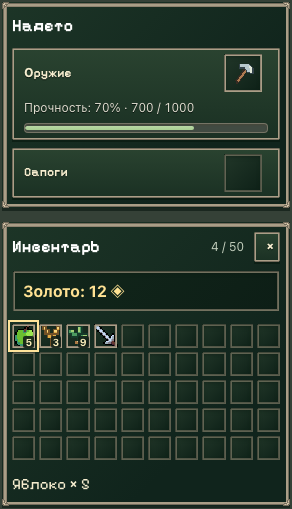 Надето
Оружие
Прочность: 70% · 700 / 1000
Сапоги
Инвентарь
4 / 50
×
Золото: 12
5
3
9
Яблоко × 5